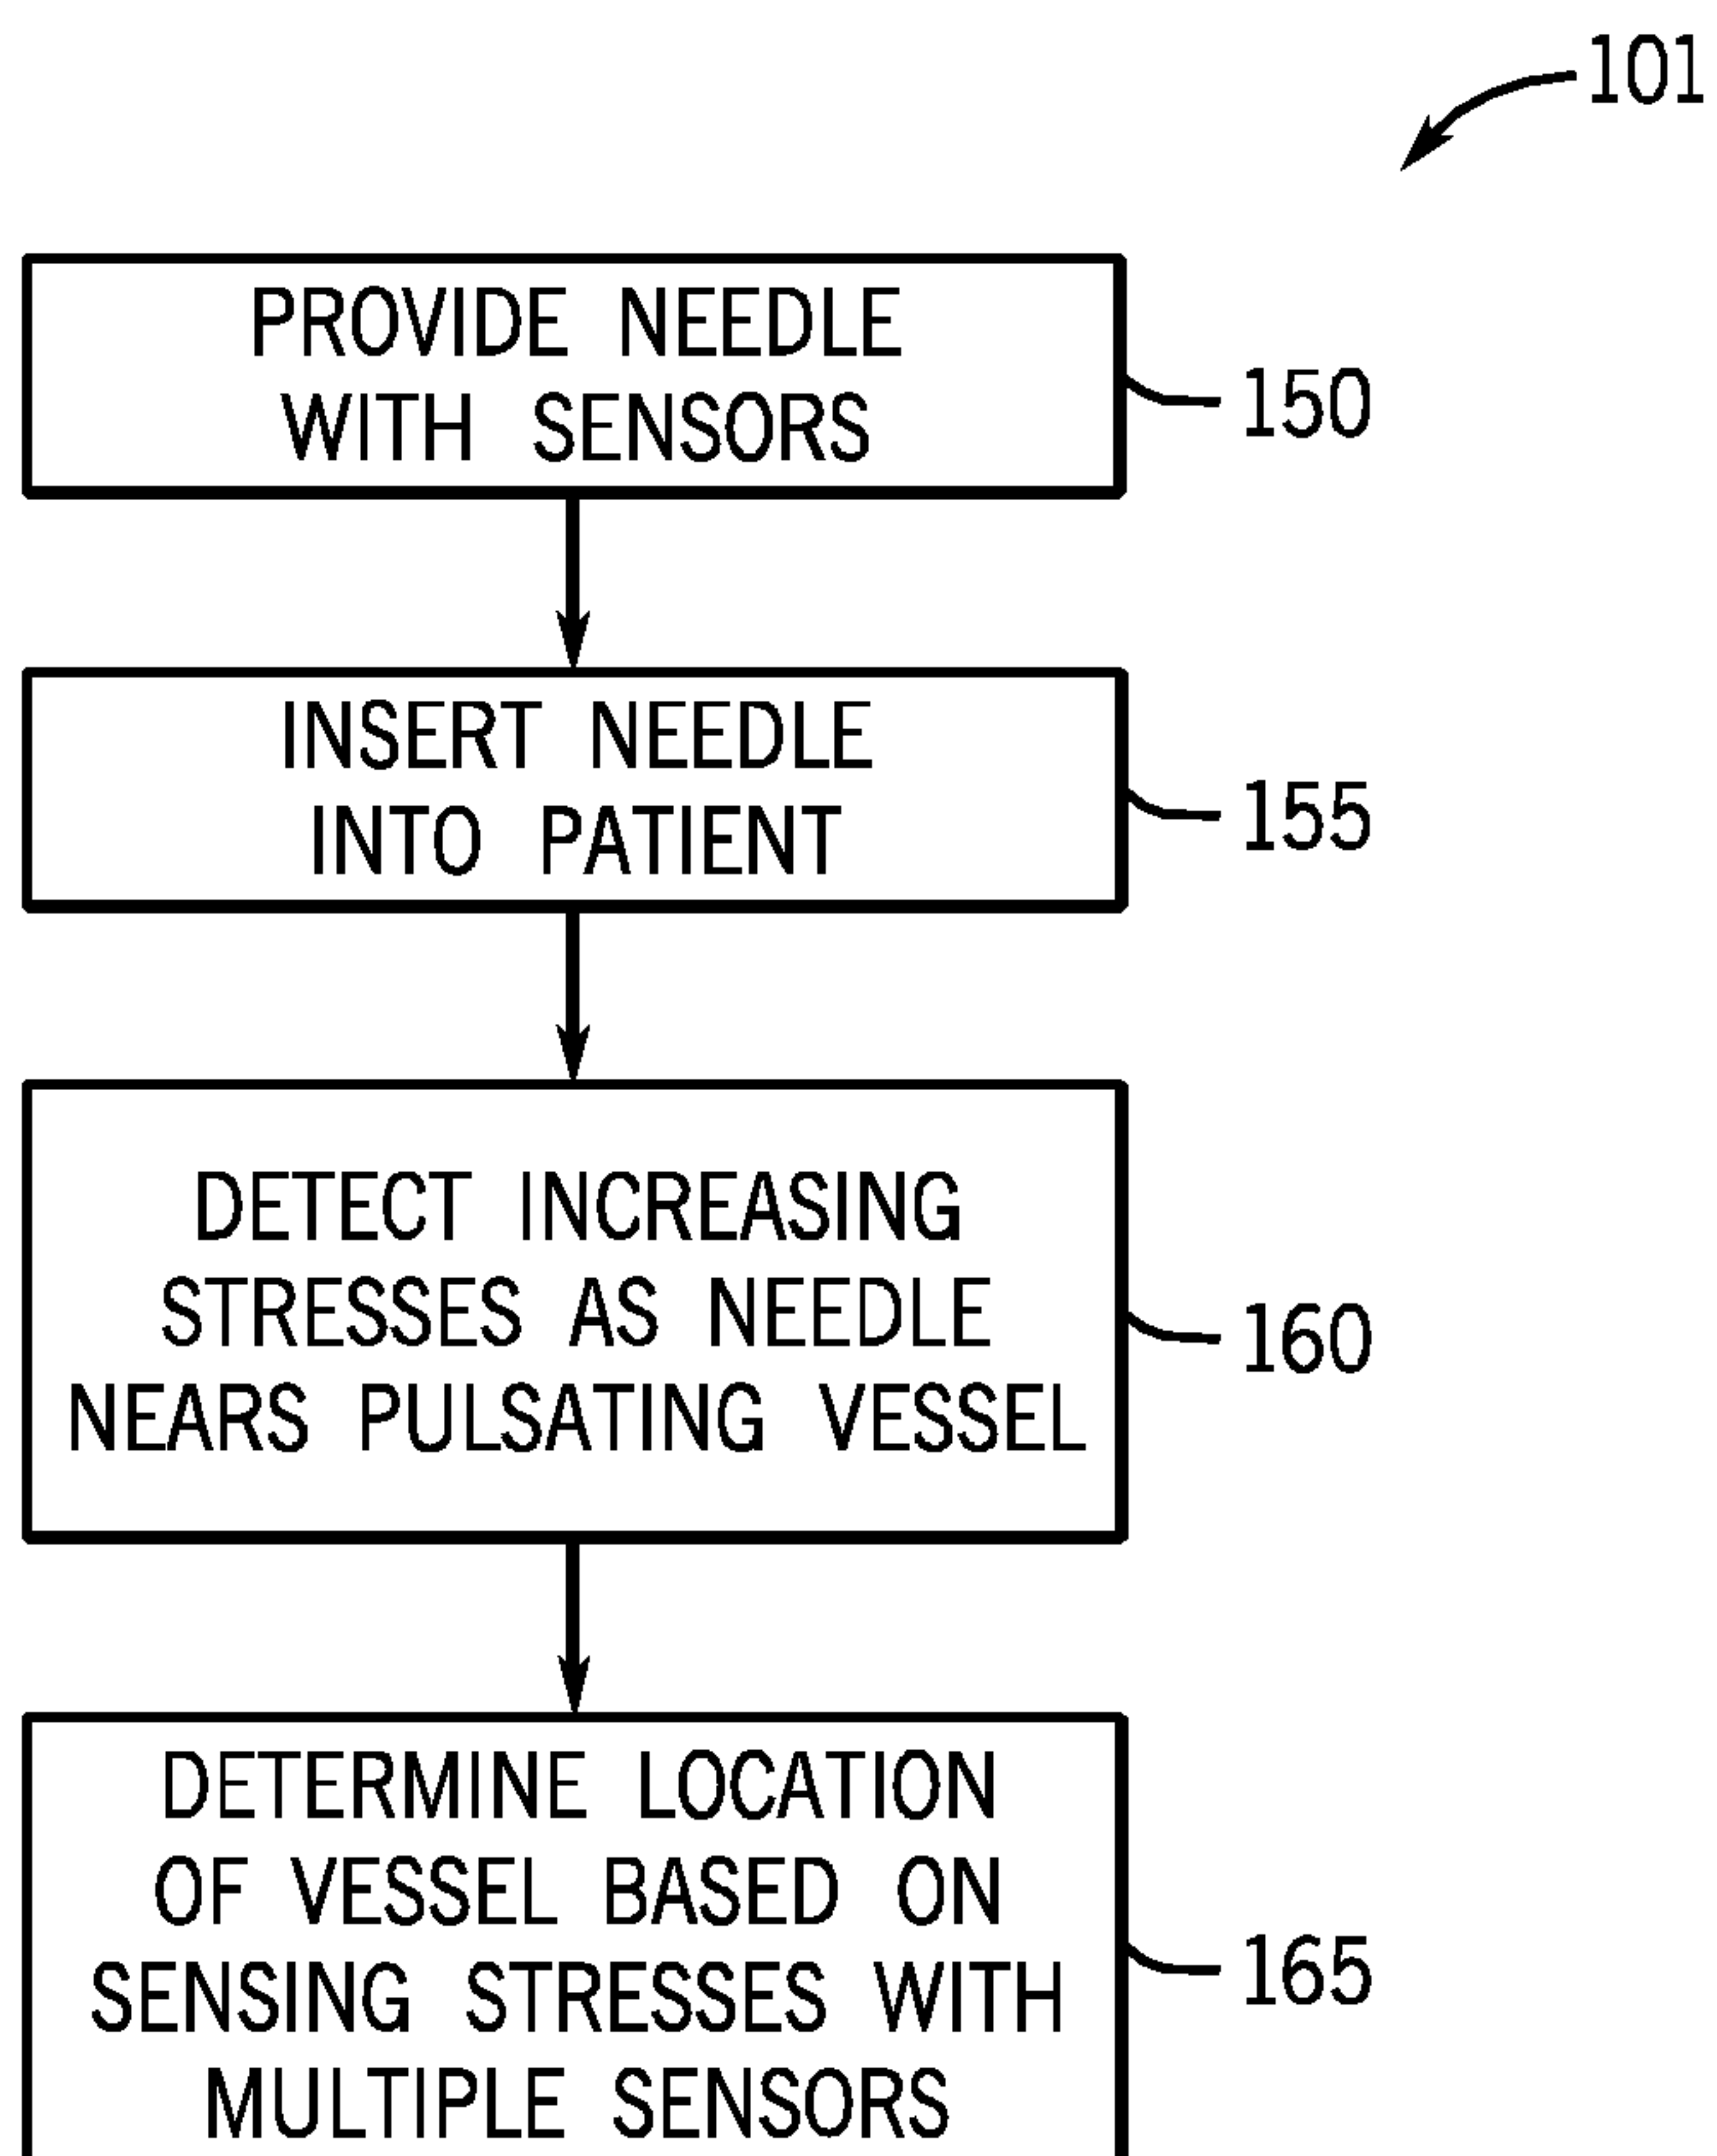 101
PROVIDE NEEDLE
WITH SENSORS
150
INSERT NEEDLE
INTO PATIENT
155
DETECT INCREASING
STRESSES AS NEEDLE
NEARS PULSATING VESSEL
160
DETERMINE LOCATION
OF VESSEL BASED ON
SENSING STRESSES WITH
MULTIPLE SENSORS
165